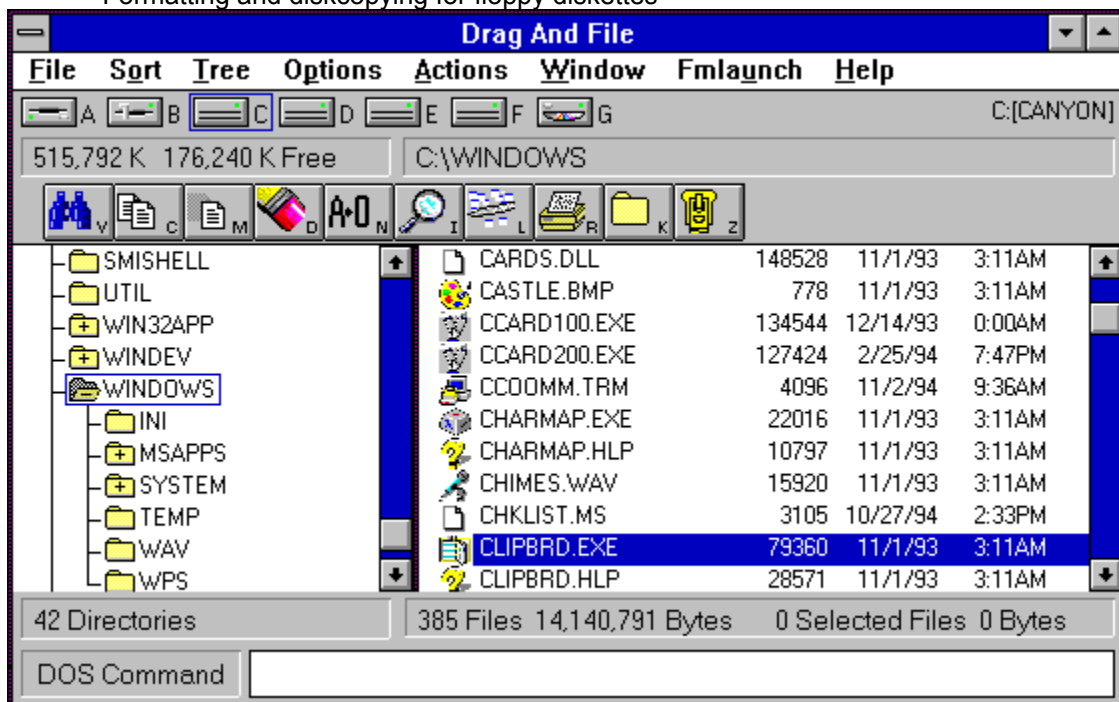 Formatting and diskcopying for floppy diskettes
Drag And File
File Sort Tree Options Actions Window Fmlaunch Help
A B C D E F G C:[CANYON]
515,792 K 176,240 K Free C:\WINDOWS
V C M D A▸O N I L R K Z
SMISHELL CARDS.DLL 148528 11/1/93 3:11AM
UTIL CASTLE.BMP 778 11/1/93 3:11AM
WIN32APP CCARD100.EXE 134544 12/14/93 0:00AM
WINDEV CCARD200.EXE 127424 2/25/94 7:47PM
WINDOWS CCOOMM.TRM 4096 11/2/94 9:36AM
INI CHARMAP.EXE 22016 11/1/93 3:11AM
MSAPPS CHARMAP.HLP 10797 11/1/93 3:11AM
SYSTEM CHIMES.WAV 15920 11/1/93 3:11AM
TEMP CHKLIST.MS 3105 10/27/94 2:33PM
WAV CLIPBRD.EXE 79360 11/1/93 3:11AM
WPS CLIPBRD.HLP 28571 11/1/93 3:11AM
42 Directories 385 Files 14,140,791 Bytes 0 Selected Files 0 Bytes
DOS Command